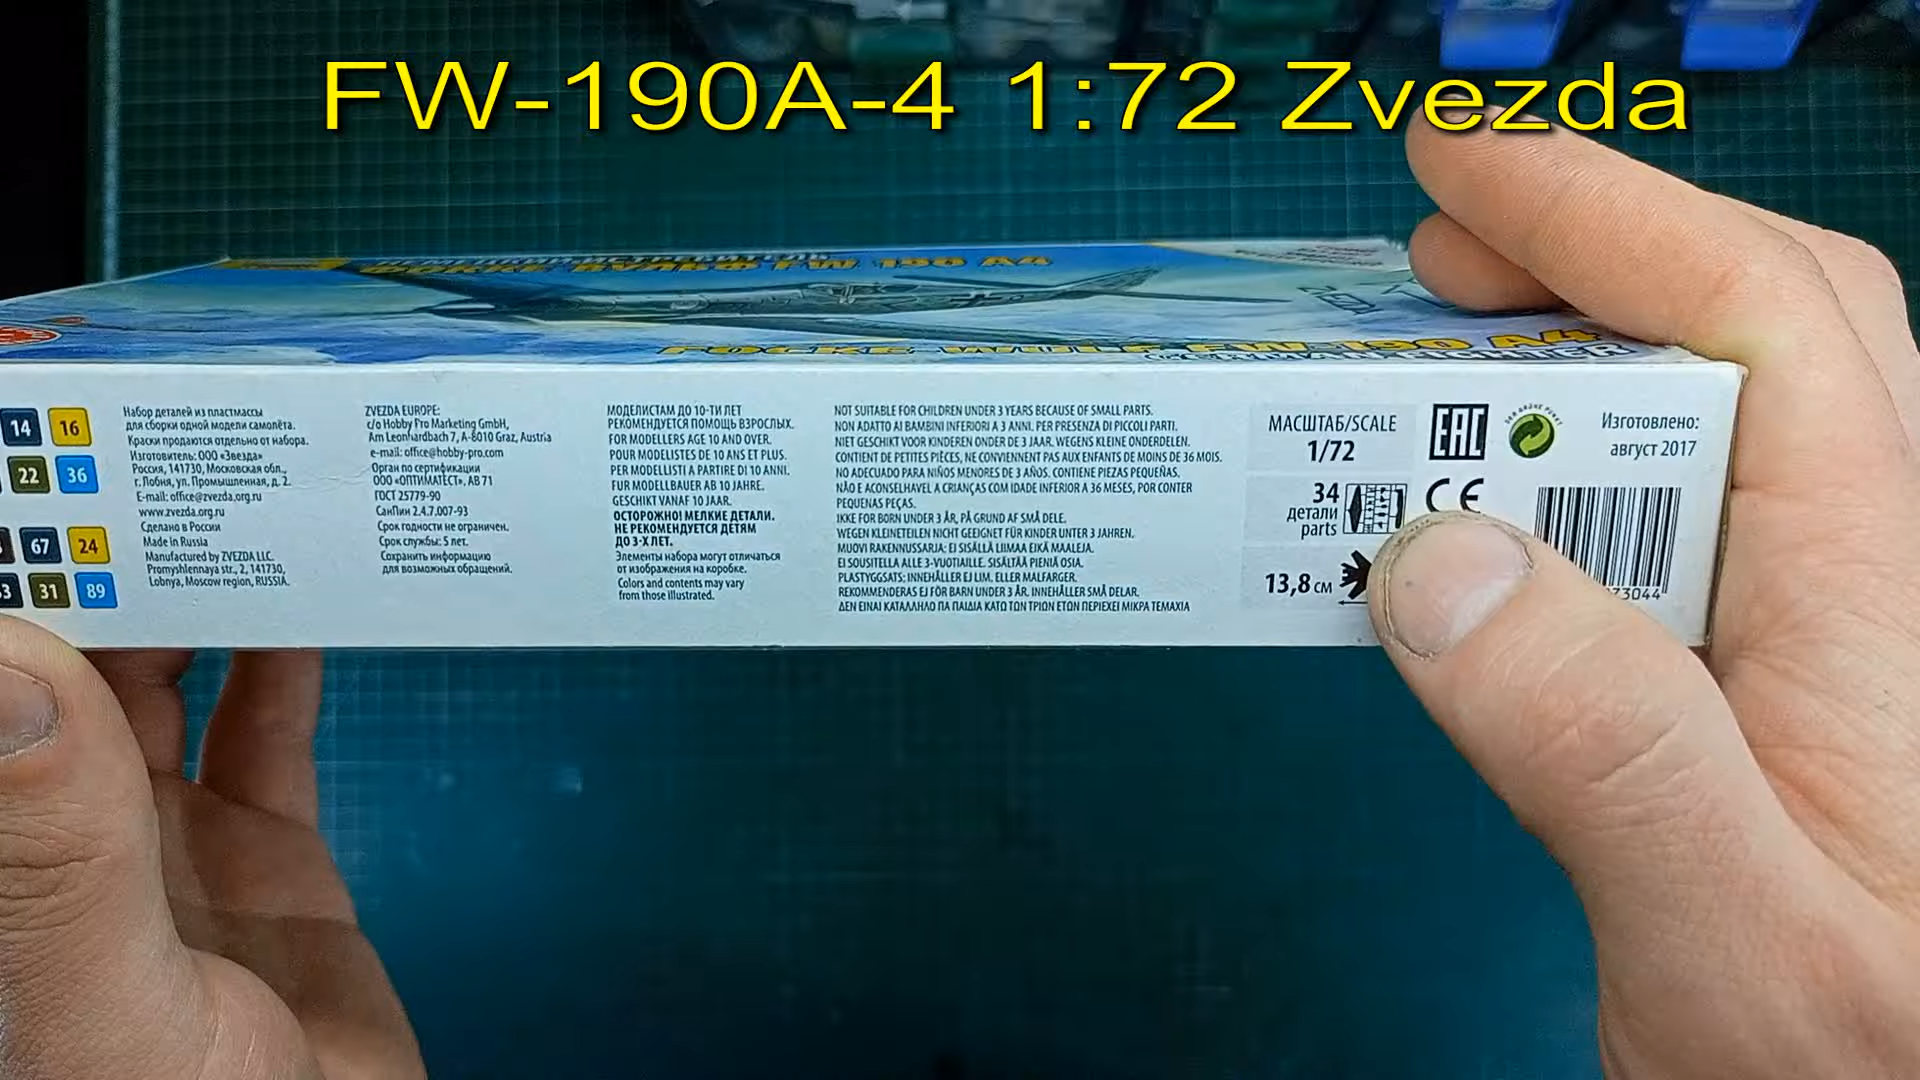 FW-190A-4 1:72 Zvezda
НЕМЕЦКИЙ ИСТРЕБИТЕЛЬ
ФОККЕ ВУЛЬФ FW 190 A4
FOCKE WULF FW-190 A4
GERMAN FIGHTER
14 16
22 36
67 24
31 89
Набор деталей из пластмассы
для сборки одной модели самолёта.
Краски продаются отдельно от набора.
Изготовитель: ООО «Звезда»
Россия, 141730, Московская обл.,
г. Лобня, ул. Промышленная, д. 2.
E-mail: office@zvezda.org.ru
www.zvezda.org.ru
Сделано в России
Made in Russia
Manufactured by ZVEZDA LLC.
Promyshlennaya str., 2, 141730,
Lobnya, Moscow region, RUSSIA.
ZVEZDA EUROPE:
c/o Hobby Pro Marketing GmbH,
Am Leonhardbach 7, A-8010 Graz, Austria
e-mail: office@hobby-pro.com
Орган по сертификации
ООО «ОПТИМАТЕСТ», АВ 71
ГОСТ 25779-90
СанПин 2.4.7.007-93
Срок годности не ограничен.
Срок службы: 5 лет.
Сохранить информацию
для возможных обращений.
МОДЕЛИСТАМ ДО 10-ТИ ЛЕТ
РЕКОМЕНДУЕТСЯ ПОМОЩЬ ВЗРОСЛЫХ.
FOR MODELLERS AGE 10 AND OVER.
POUR MODELISTES DE 10 ANS ET PLUS.
PER MODELLISTI A PARTIRE DI 10 ANNI.
FUR MODELLBAUER AB 10 JAHRE.
GESCHIKT VANAF 10 JAAR.
ОСТОРОЖНО! МЕЛКИЕ ДЕТАЛИ.
НЕ РЕКОМЕНДУЕТСЯ ДЕТЯМ
ДО 3-Х ЛЕТ.
Элементы набора могут отличаться
от изображения на коробке.
Colors and contents may vary
from those illustrated.
NOT SUITABLE FOR CHILDREN UNDER 3 YEARS BECAUSE OF SMALL PARTS.
NON ADATTO AI BAMBINI INFERIORI A 3 ANNI. PER PRESENZA DI PICCOLI PARTI.
NIET GESCHIKT VOOR KINDEREN ONDER DE 3 JAAR. WEGENS KLEINE ONDERDELEN.
CONTIENT DE PETITES PIÈCES, NE CONVIENNENT PAS AUX ENFANTS DE MOINS DE 36 MOIS.
NO ADECUADO PARA NIÑOS MENORES DE 3 AÑOS. CONTIENE PIEZAS PEQUEÑAS.
NÃO E ACONSELHAVEL A CRIANÇAS COM IDADE INFERIOR A 36 MESES, POR CONTER
PEQUENAS PEÇAS.
IKKE FOR BORN UNDER 3 ÅR, PÅ GRUND AF SMÅ DELE.
WEGEN KLEINTEILEN NICHT GEEIGNET FÜR KINDER UNTER 3 JAHREN.
MUOVI RAKENNUSSARJA: EI SISÄLLÄ LIIMAA EIKÄ MAALEJA.
EI SOUSITELLA ALLE 3-VUOTIAILLE. SISÄLTÄÄ PIENIÄ OSIA.
PLASTYGGSATS: INNEHÅLLER EJ LIM, ELLER MALFARGER.
REKOMMENDERAS EJ FÖR BARN UNDER 3 ÅR. INNEHÅLLER SMÅ DELAR.
ΔΕΝ ΕΙΝΑΙ ΚΑΤΑΛΛΗΛΟ ΠΑ ΠΑΙΔΙΑ ΚΑΤΩ ΤΩΝ ΤΡΙΩΝ ΕΤΩΝ ΠΕΡΙΕΧΕΙ ΜΙΚΡΑ ΤΕΜΑΧΙΑ
МАСШТАБ/SCALE
1/72
34
детали
parts
13,8 см
EAC
CE
Изготовлено:
август 2017
73044